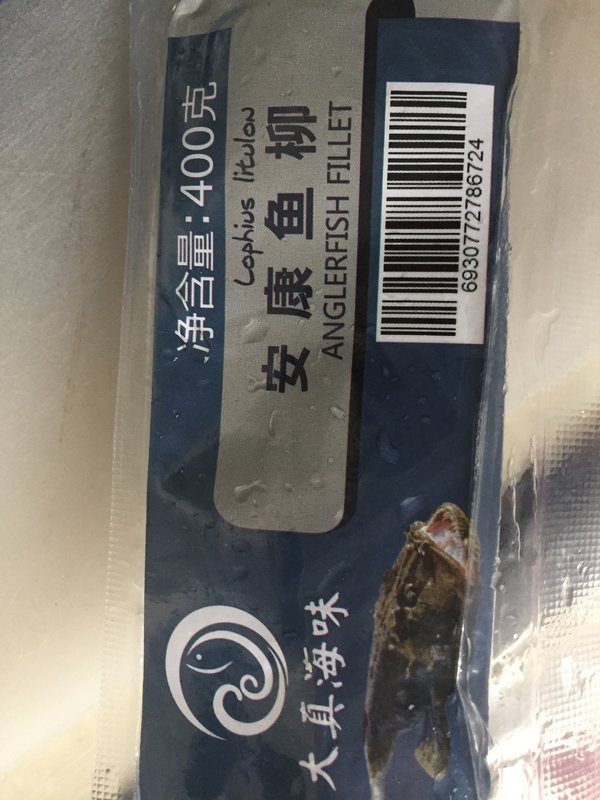 净含量:400克
Lophius litulon
安康鱼柳
ANGLERFISH FILLET
6930772786724
大真海味